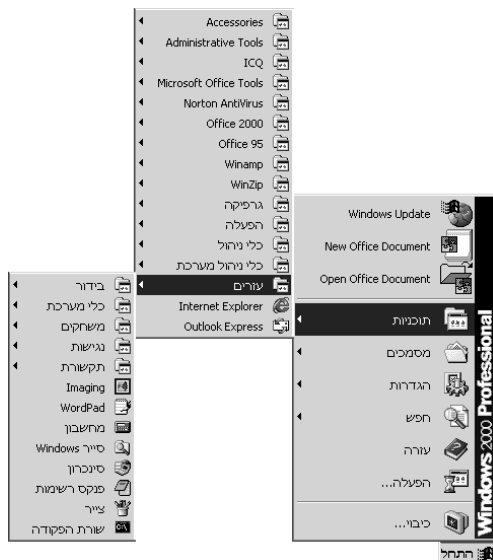 Accessories
Administrative Tools
ICQ
Microsoft Office Tools
Norton AntiVirus
Office 2000
Office 95
Winamp
WinZip
גרפיקה
הפעלה
כלי ניהול
כלי ניהול מערכת
עזרים
Internet Explorer
Outlook Express
Windows Update
New Office Document
Open Office Document
תוכניות
מסמכים
הגדרות
חפש
עזרה
הפעלה...
כיבוי...
Windows 2000 Professional
התחל
בידור
כלי מערכת
משחקים
נגישות
תקשורת
Imaging
WordPad
מחשבון
סייר Windows
סינכרון
פנקס רשימות
צייר
שורת הפקודה